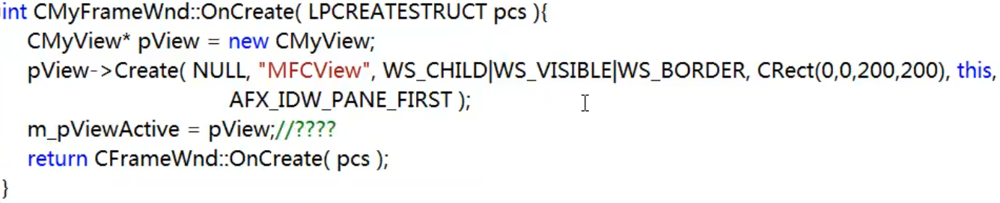 int CMyFrameWnd::OnCreate( LPCREATESTRUCT pcs ){
CMyView* pView = new CMyView;
pView->Create( NULL, "MFCView", WS_CHILD|WS_VISIBLE|WS_BORDER, CRect(0,0,200,200), this,
AFX_IDW_PANE_FIRST );
m_pViewActive = pView;//????
return CFrameWnd::OnCreate( pcs );
}